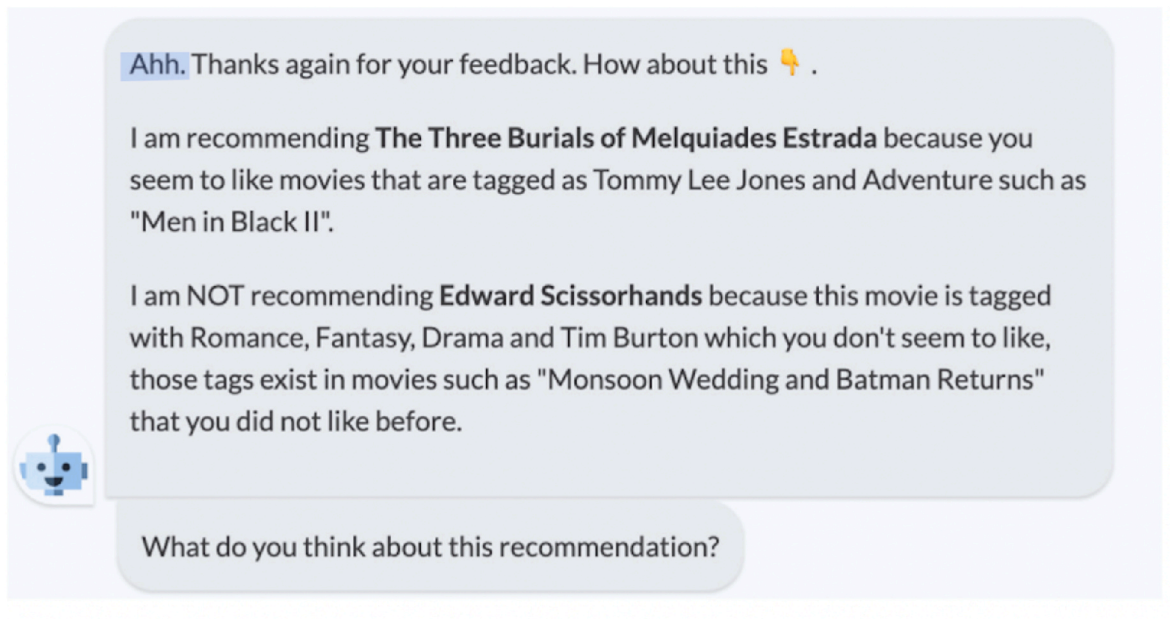 Ahh. Thanks again for your feedback. How about this 👇 .
I am recommending The Three Burials of Melquiades Estrada because you
seem to like movies that are tagged as Tommy Lee Jones and Adventure such as
"Men in Black II".
I am NOT recommending Edward Scissorhands because this movie is tagged
with Romance, Fantasy, Drama and Tim Burton which you don't seem to like,
those tags exist in movies such as "Monsoon Wedding and Batman Returns"
that you did not like before.
What do you think about this recommendation?